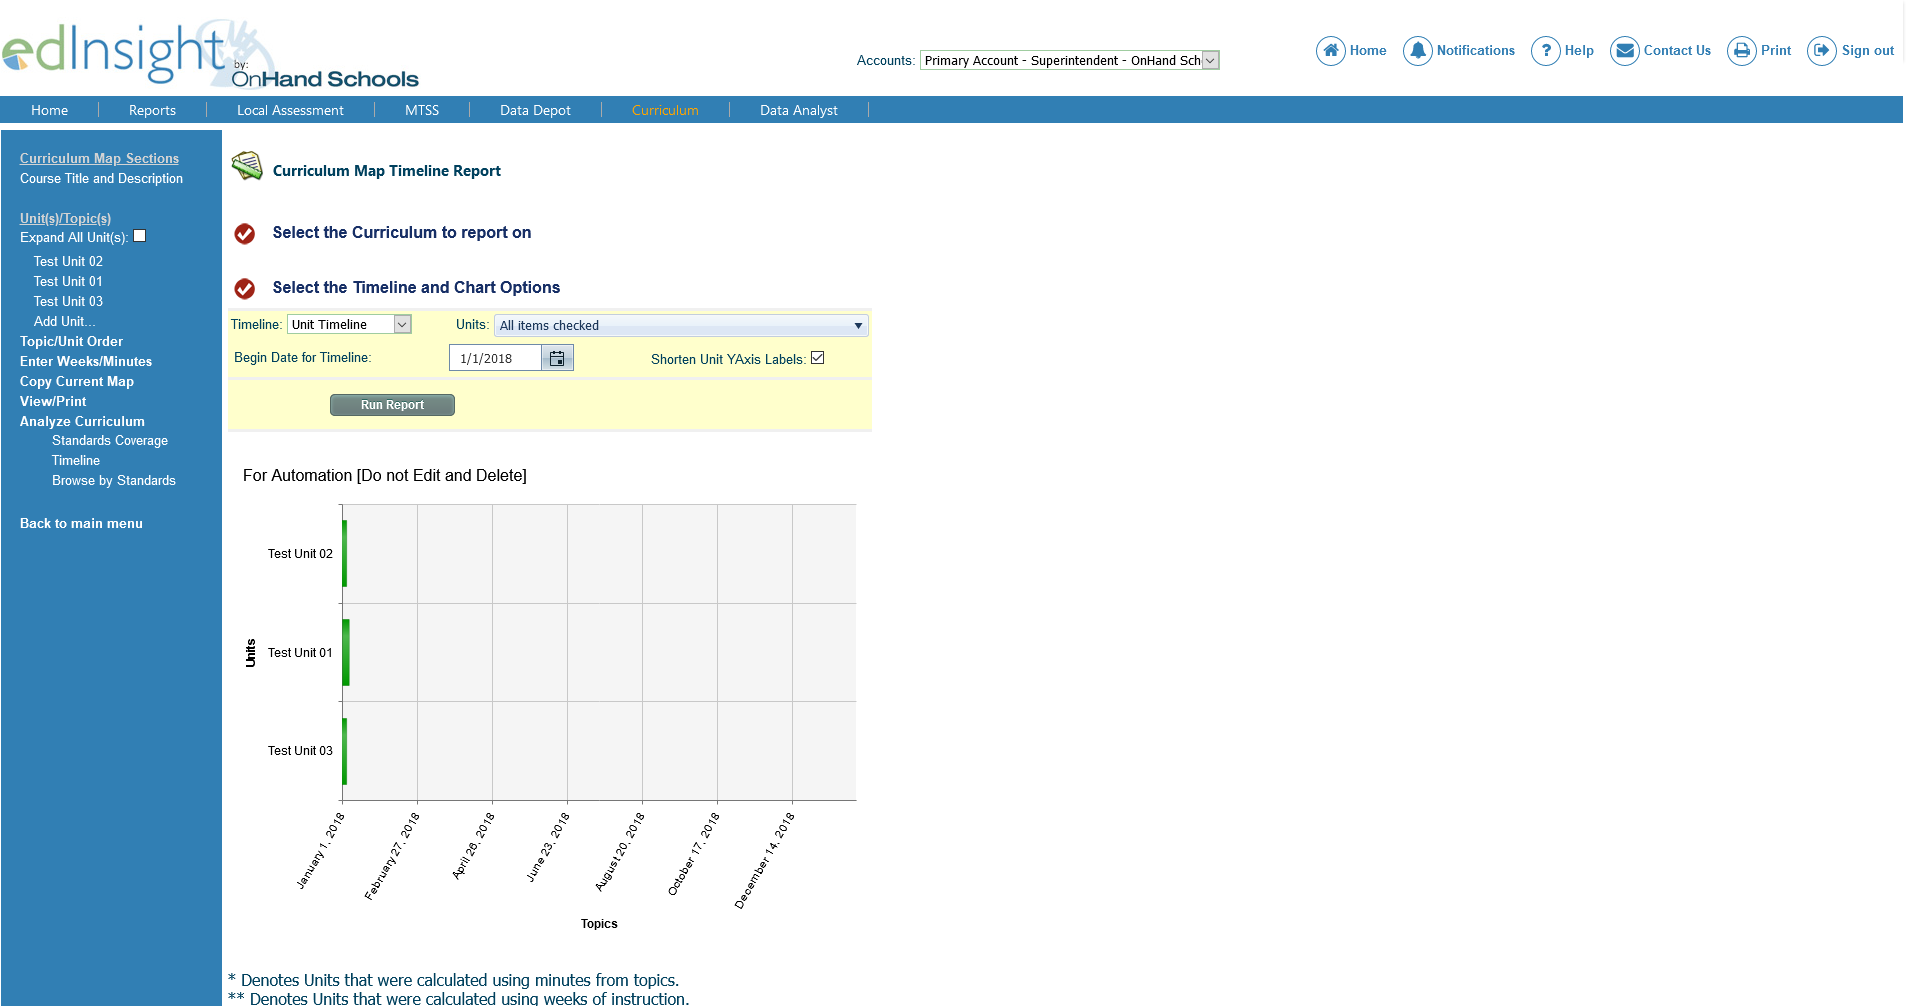 edInsight
by:
OnHand Schools
Accounts: Primary Account - Superintendent - OnHand Sch
Home Notifications Help Contact Us Print Sign out
Home Reports Local Assessment MTSS Data Depot Curriculum Data Analyst
Curriculum Map Sections
Course Title and Description
Unit(s)/Topic(s)
Expand All Unit(s):
Test Unit 02
Test Unit 01
Test Unit 03
Add Unit...
Topic/Unit Order
Enter Weeks/Minutes
Copy Current Map
View/Print
Analyze Curriculum
Standards Coverage
Timeline
Browse by Standards
Back to main menu
Curriculum Map Timeline Report
Select the Curriculum to report on
Select the Timeline and Chart Options
Timeline: Unit Timeline Units: All items checked
Begin Date for Timeline: 1/1/2018 Shorten Unit YAxis Labels:
Run Report
For Automation [Do not Edit and Delete]
Units
Test Unit 02
Test Unit 01
Test Unit 03
January 1, 2018
February 27, 2018
April 26, 2018
June 23, 2018
August 20, 2018
October 17, 2018
December 14, 2018
Topics
* Denotes Units that were calculated using minutes from topics.
** Denotes Units that were calculated using weeks of instruction.